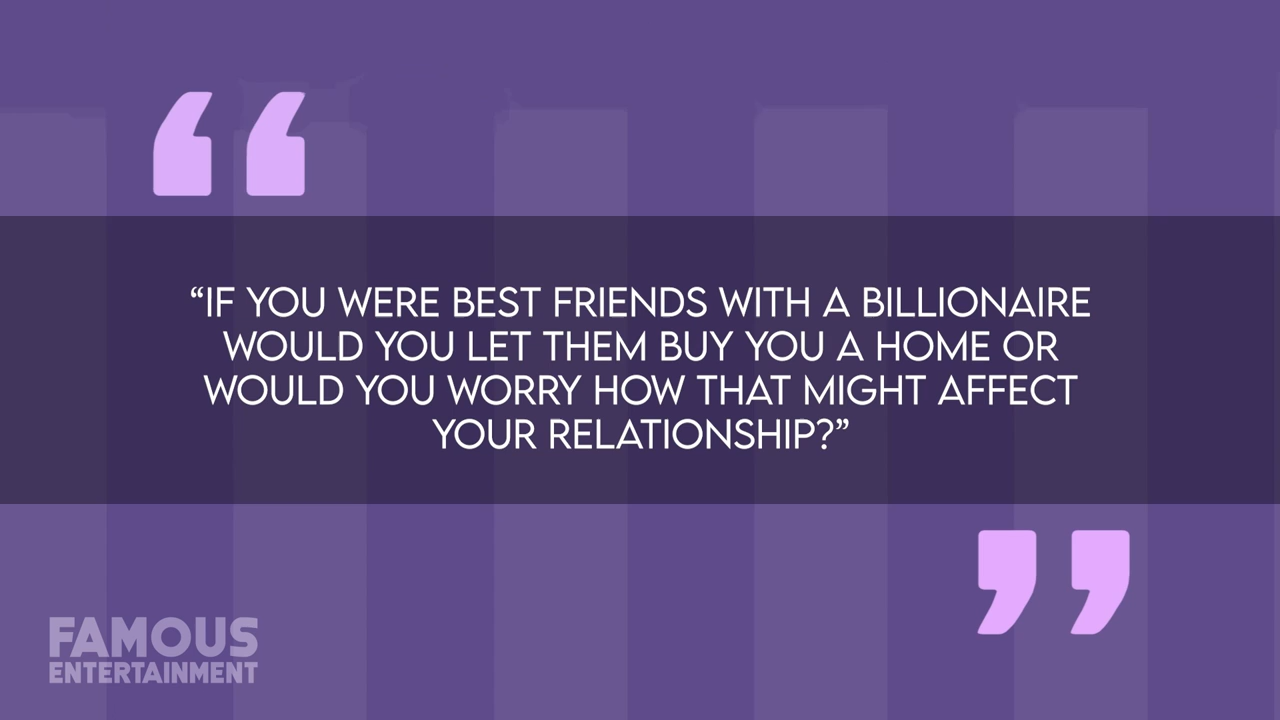 “IF YOU WERE BEST FRIENDS WITH A BILLIONAIRE
WOULD YOU LET THEM BUY YOU A HOME OR
WOULD YOU WORRY HOW THAT MIGHT AFFECT
YOUR RELATIONSHIP?”
FAMOUS
ENTERTAINMENT